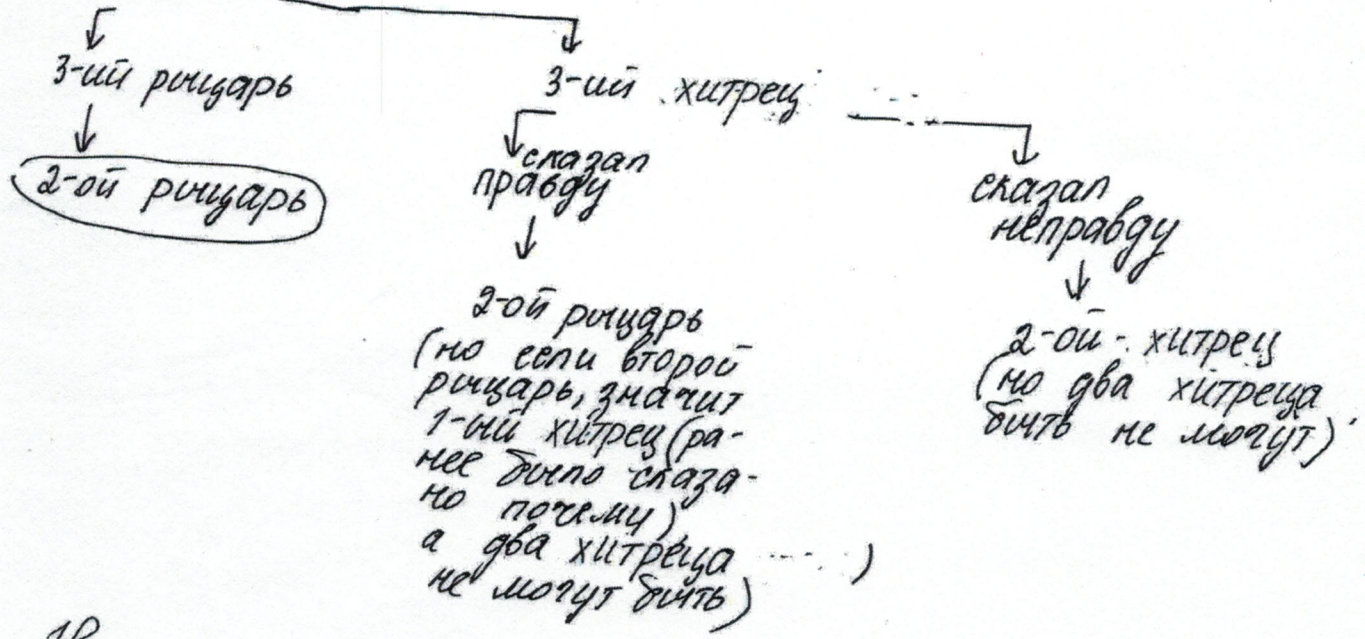 3-ий рыцарь
3-ий хитрец
2-ой рыцарь
сказал
правду
сказал
неправду
2-ой рыцарь
(но если второй
рыцарь, значит
1-ый хитрец (ра-
нее было сказа-
но почему)
а два хитреца )
не могут быть)
2-ой - хитрец
(но два хитреца
быть не могут)